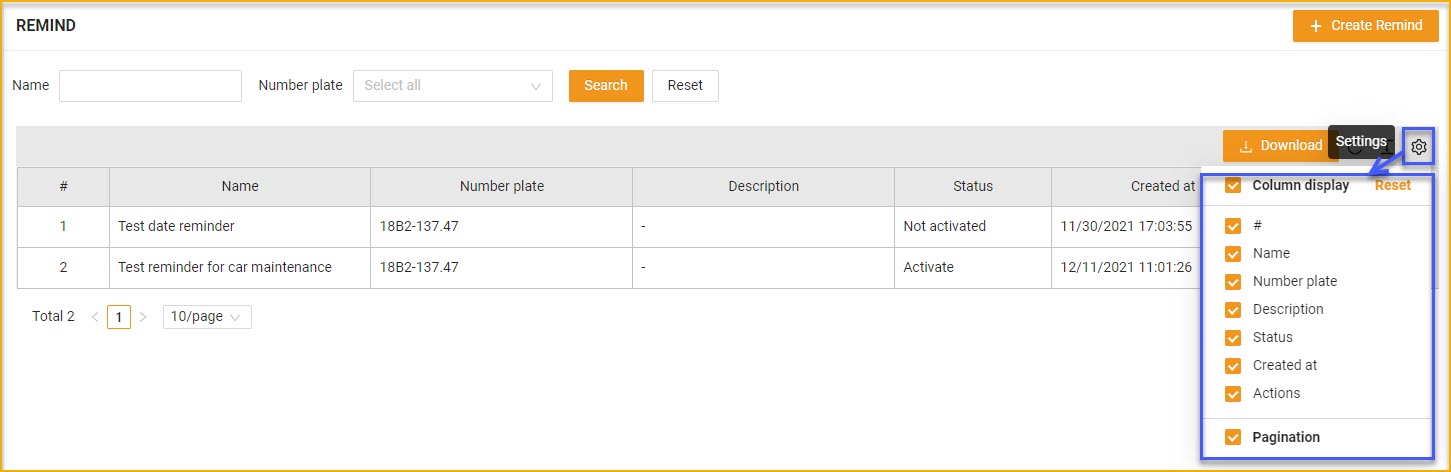 REMIND
+ Create Remind
Name Number plate Select all Search Reset
Download Settings
# Name Number plate Description Status Created at
1 Test date reminder 18B2-137.47 - Not activated 11/30/2021 17:03:55
2 Test reminder for car maintenance 18B2-137.47 - Activate 12/11/2021 11:01:26
Total 2 < 1 > 10/page
Column display Reset
#
Name
Number plate
Description
Status
Created at
Actions
Pagination